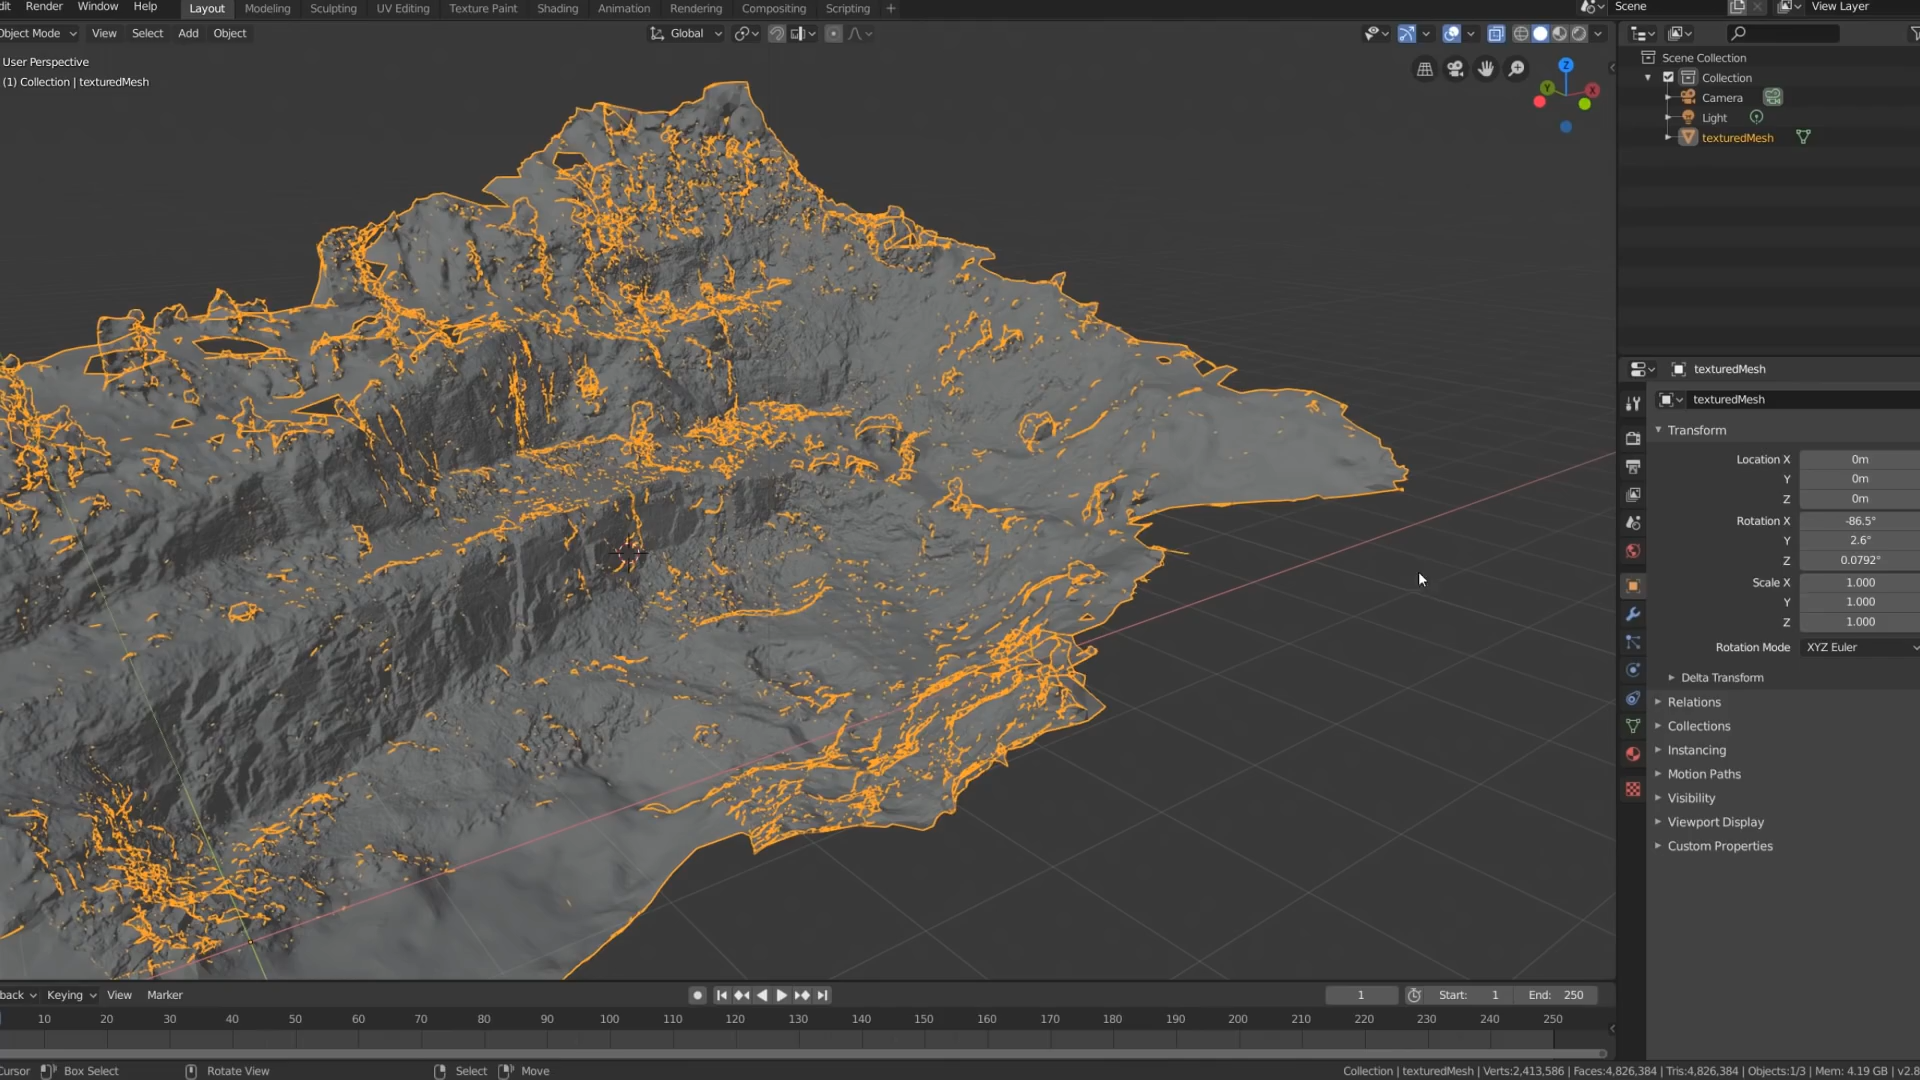 dit Render Window Help Layout Modeling Sculpting UV Editing Texture Paint Shading Animation Rendering Compositing Scripting + Scene View Layer
Object Mode View Select Add Object Global
User Perspective
(1) Collection | texturedMesh
Z
Y X
Scene Collection
Collection
Camera
Light
texturedMesh
texturedMesh
texturedMesh
Transform
Location X 0m
Y 0m
Z 0m
Rotation X -86.5°
Y 2.6°
Z 0.0792°
Scale X 1.000
Y 1.000
Z 1.000
Rotation Mode XYZ Euler
Delta Transform
Relations
Collections
Instancing
Motion Paths
Visibility
Viewport Display
Custom Properties
back Keying View Marker 1 Start: 1 End: 250
10 20 30 40 50 60 70 80 90 100 110 120 130 140 150 160 170 180 190 200 210 220 230 240 250
Cursor Box Select Rotate View Select Move Collection | texturedMesh | Verts:2,413,586 | Faces:4,826,384 | Tris:4,826,384 | Objects:1/3 | Mem: 4.19 GB | v2.8